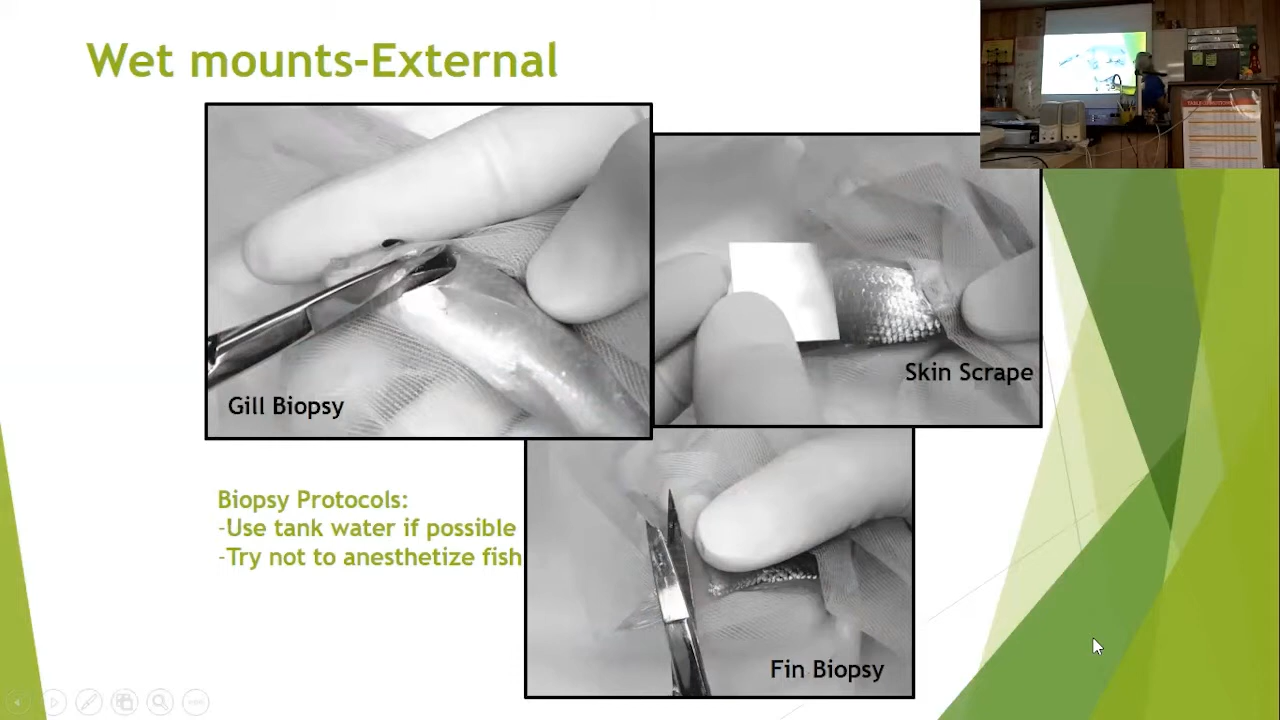 Wet mounts-External
Gill Biopsy
Skin Scrape
Biopsy Protocols:
-Use tank water if possible
-Try not to anesthetize fish
Fin Biopsy